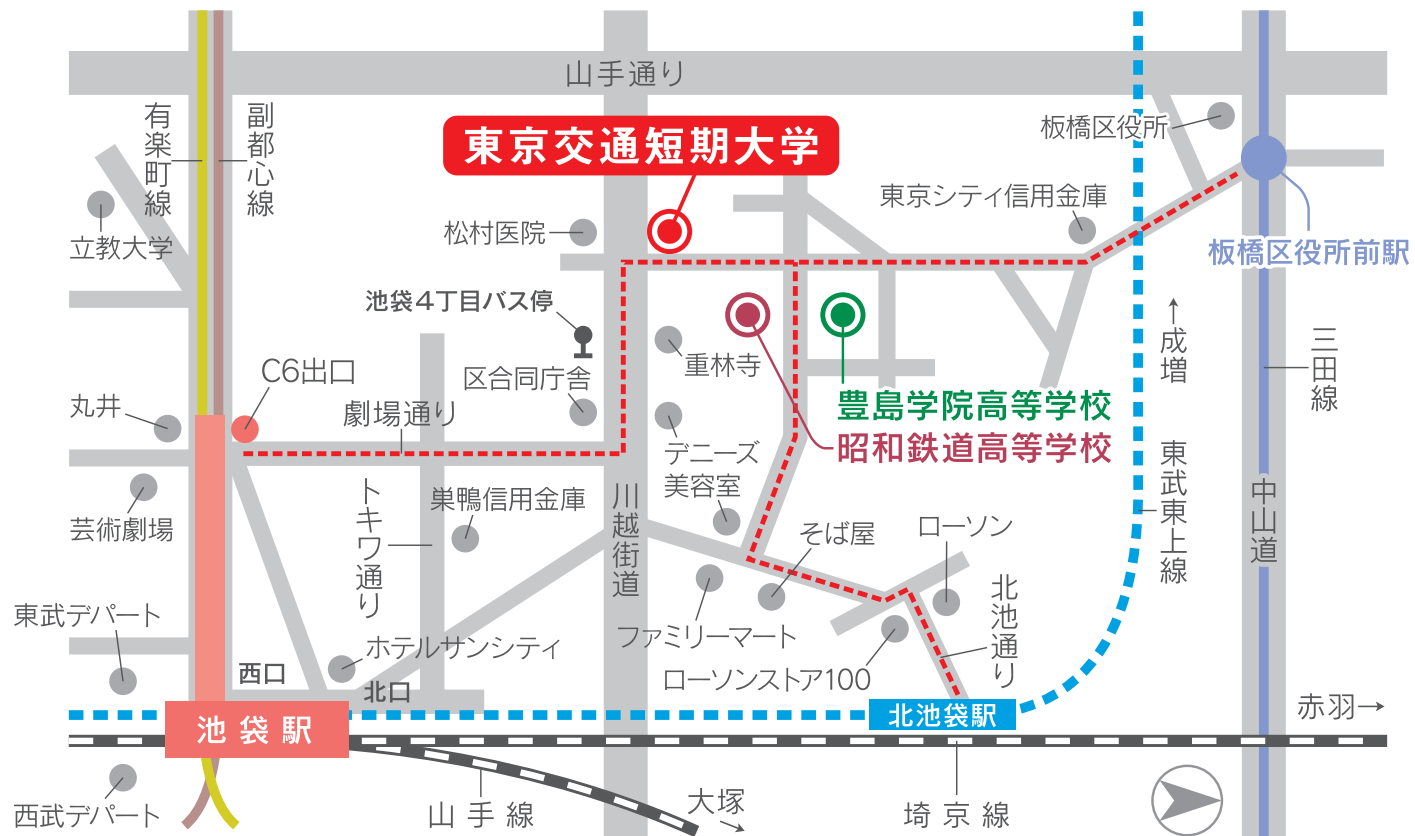 山手通り
有楽町線
副都心線
東京交通短期大学
板橋区役所
立教大学
松村医院
東京シティ信用金庫
板橋区役所前駅
池袋4丁目バス停
↑成増
三田線
C6出口
区合同庁舎
重林寺
丸井
劇場通り
豊島学院高等学校
昭和鉄道高等学校
デニーズ
美容室
東武東上線
芸術劇場
トキワ通り
巣鴨信用金庫
川越街道
そば屋
ローソン
中山道
東武デパート
ホテルサンシティ
ファミリーマート
ローソンストア100
北池通り
西口
北口
池袋駅
北池袋駅
赤羽→
西武デパート
山手線
大塚
埼京線